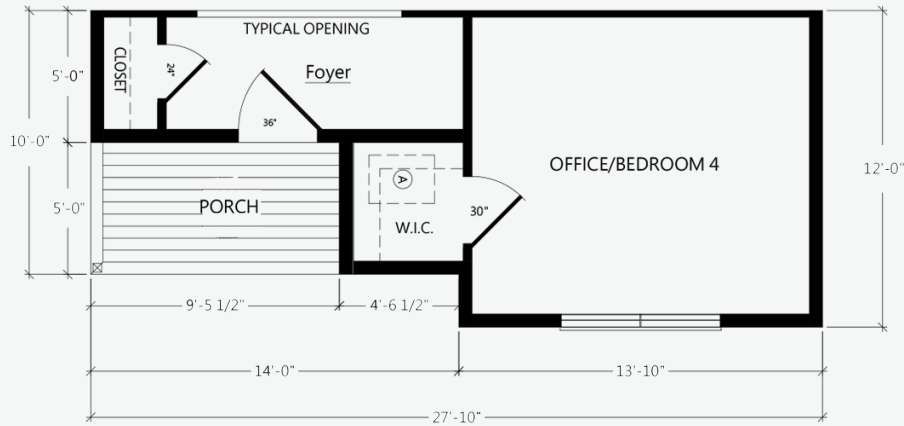 TYPICAL OPENING
CLOSET
24"
Foyer
5'-0"
36"
10'-0"
OFFICE/BEDROOM 4
12'-0"
A
PORCH
5'-0"
30"
W.I.C.
9'-5 1/2"
4'-6 1/2"
14'-0"
13'-10"
27'-10"